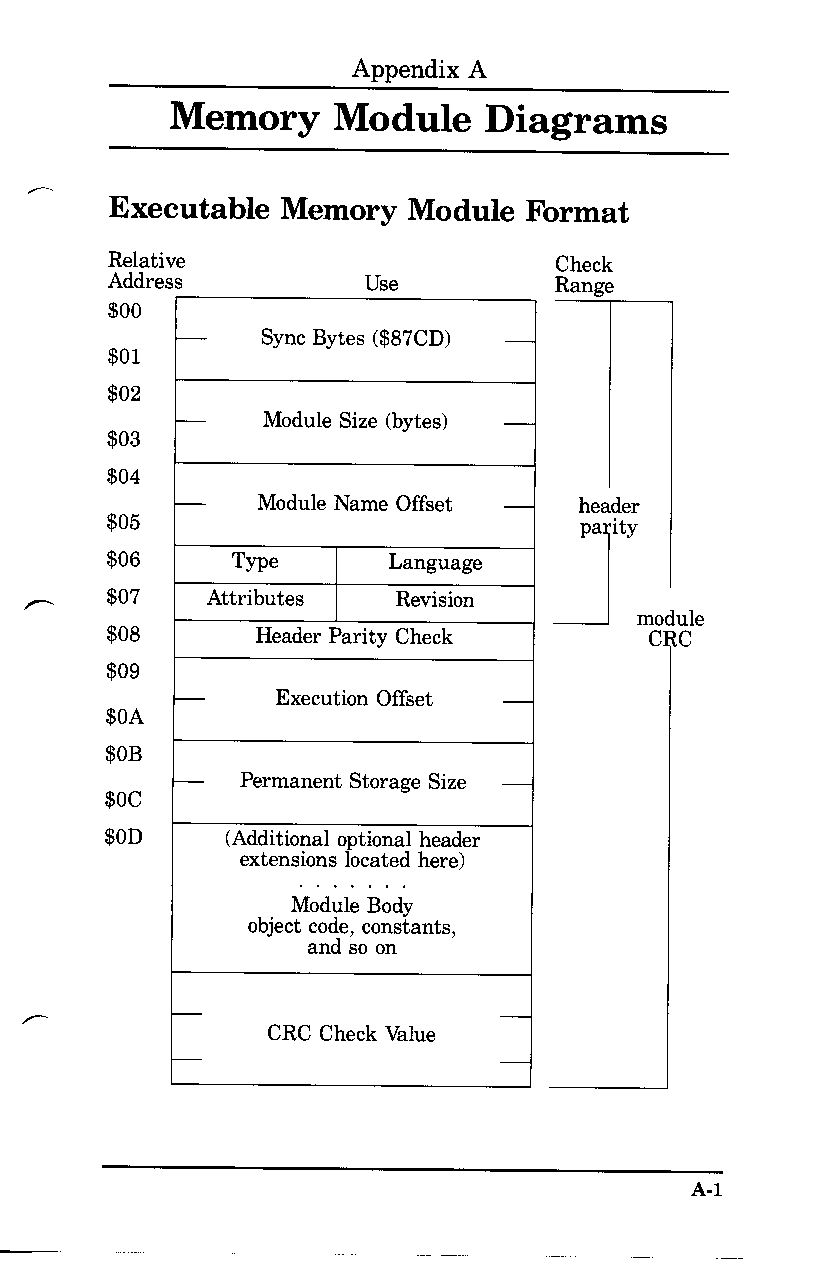 Appendix A
Memory Module Diagrams
Executable Memory Module Format
Relative
Address
Use
Check
Range
$00
Sync Bytes ($87CD)
$01
$02
Module Size (bytes)
$03
$04
Module Name Offset
$05
header
parity
$06 Type Language
$07 Attributes Revision
$08 Header Parity Check
module
CRC
$09
Execution Offset
$0A
$0B
Permanent Storage Size
$0C
$0D (Additional optional header
extensions located here)
. . . . . . .
Module Body
object code, constants,
and so on
CRC Check Value
A-1